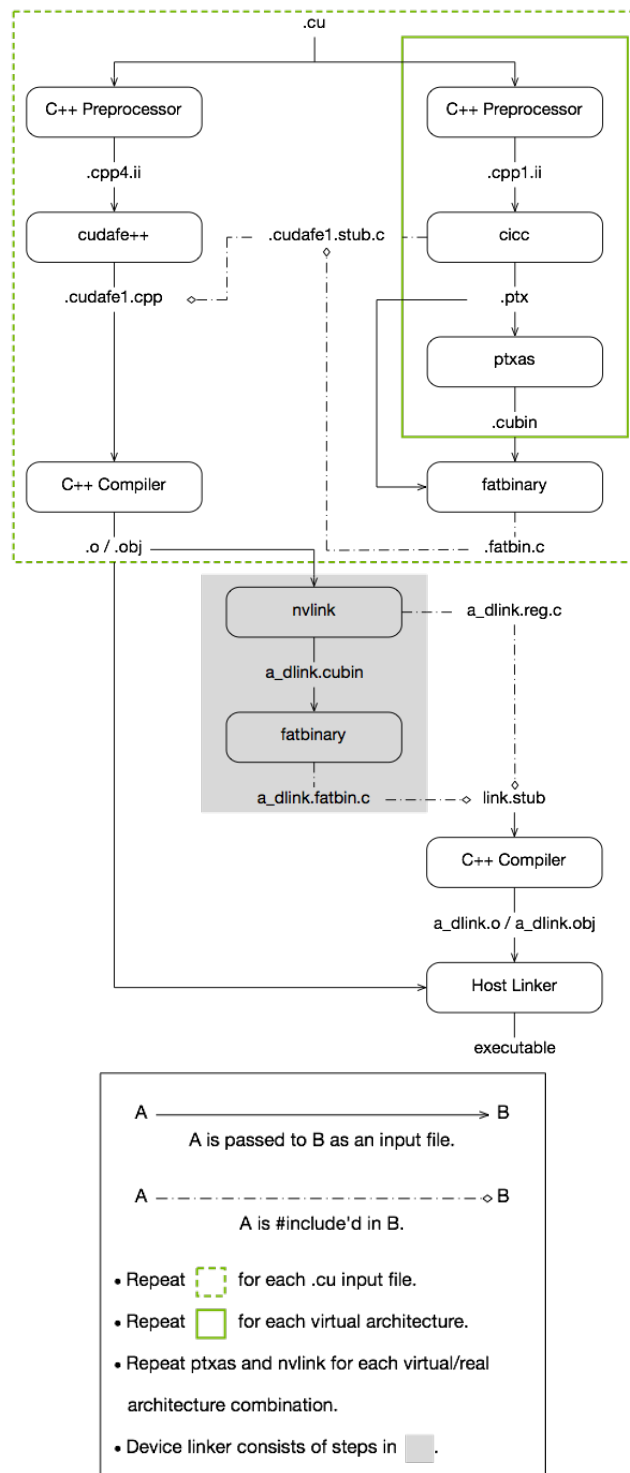 .cu
C++ Preprocessor
C++ Preprocessor
.cpp4.ii
.cpp1.ii
cudafe++
.cudafe1.stub.c
cicc
.cudafe1.cpp
.ptx
ptxas
.cubin
C++ Compiler
fatbinary
.o / .obj
.fatbin.c
nvlink
a_dlink.reg.c
a_dlink.cubin
fatbinary
a_dlink.fatbin.c
link.stub
C++ Compiler
a_dlink.o / a_dlink.obj
Host Linker
executable
A B
A is passed to B as an input file.
A B
A is #include'd in B.
• Repeat for each .cu input file.
• Repeat for each virtual architecture.
• Repeat ptxas and nvlink for each virtual/real
architecture combination.
• Device linker consists of steps in .